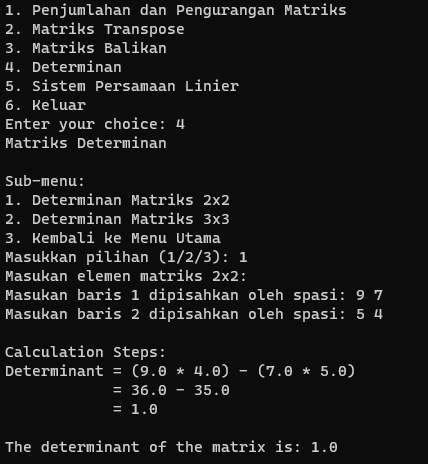 1. Penjumlahan dan Pengurangan Matriks
2. Matriks Transpose
3. Matriks Balikan
4. Determinan
5. Sistem Persamaan Linier
6. Keluar
Enter your choice: 4
Matriks Determinan
Sub-menu:
1. Determinan Matriks 2x2
2. Determinan Matriks 3x3
3. Kembali ke Menu Utama
Masukkan pilihan (1/2/3): 1
Masukan elemen matriks 2x2:
Masukan baris 1 dipisahkan oleh spasi: 9 7
Masukan baris 2 dipisahkan oleh spasi: 5 4
Calculation Steps:
Determinant = (9.0 * 4.0) - (7.0 * 5.0)
= 36.0 - 35.0
= 1.0
The determinant of the matrix is: 1.0